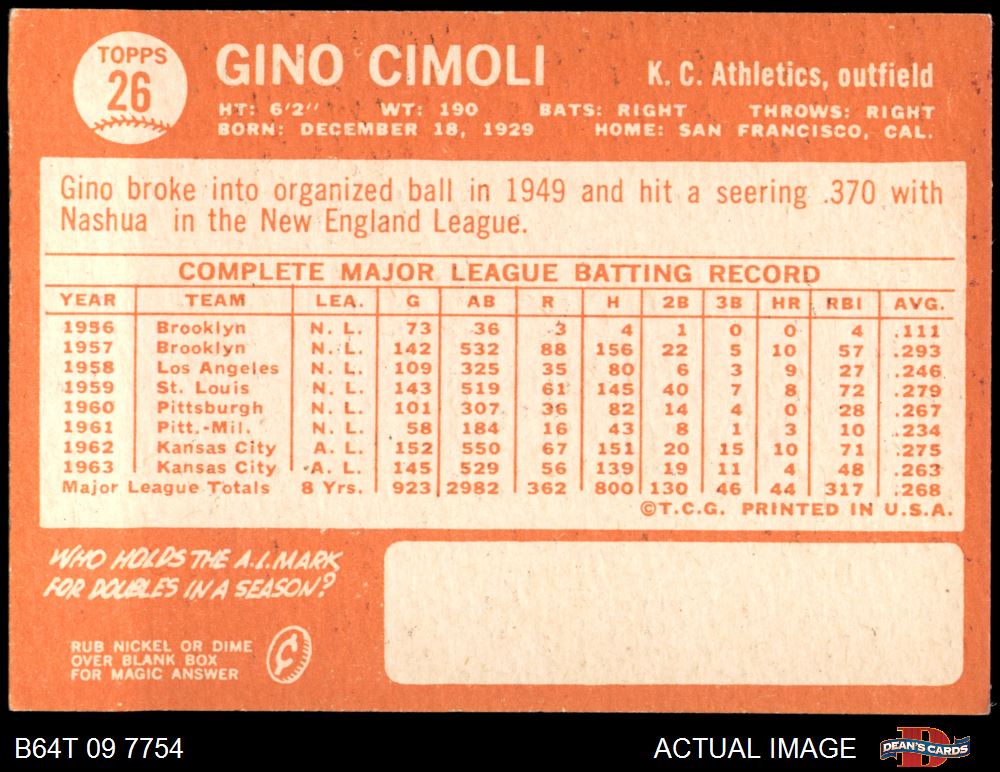 TOPPS
26
GINO CIMOLI
K. C. Athletics, outfield
HT: 6'2'' WT: 190 BATS: RIGHT THROWS: RIGHT
BORN: DECEMBER 18, 1929 HOME: SAN FRANCISCO, CAL.
Gino broke into organized ball in 1949 and hit a seering .370 with
Nashua in the New England League.
COMPLETE MAJOR LEAGUE BATTING RECORD
YEAR TEAM LEA. G AB R H 2B 3B HR RBI AVG.
1956 Brooklyn N. L. 73 36 3 4 1 0 0 4 .111
1957 Brooklyn N. L. 142 532 88 156 22 5 10 57 .293
1958 Los Angeles N. L. 109 325 35 80 6 3 9 27 .246
1959 St. Louis N. L. 143 519 61 145 40 7 8 72 .279
1960 Pittsburgh N. L. 101 307 36 82 14 4 0 28 .267
1961 Pitt.-Mil. N. L. 58 184 16 43 8 1 3 10 .234
1962 Kansas City A. L. 152 550 67 151 20 15 10 71 .275
1963 Kansas City A. L. 145 529 56 139 19 11 4 48 .263
Major League Totals 8 Yrs. 923 2982 362 800 130 46 44 317 .268
©T.C.G. PRINTED IN U.S.A.
WHO HOLDS THE A.L. MARK
FOR DOUBLES IN A SEASON?
RUB NICKEL OR DIME
OVER BLANK BOX
FOR MAGIC ANSWER
B64T 09 7754
ACTUAL IMAGE
DEAN'S CARDS